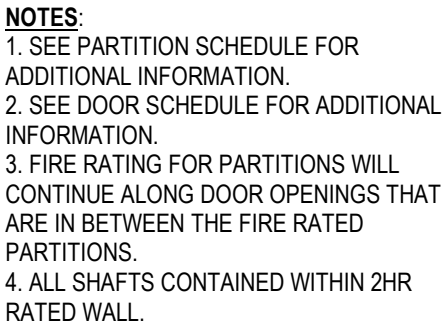 NOTES:
1. SEE PARTITION SCHEDULE FOR
ADDITIONAL INFORMATION.
2. SEE DOOR SCHEDULE FOR ADDITIONAL
INFORMATION.
3. FIRE RATING FOR PARTITIONS WILL
CONTINUE ALONG DOOR OPENINGS THAT
ARE IN BETWEEN THE FIRE RATED
PARTITIONS.
4. ALL SHAFTS CONTAINED WITHIN 2HR
RATED WALL.